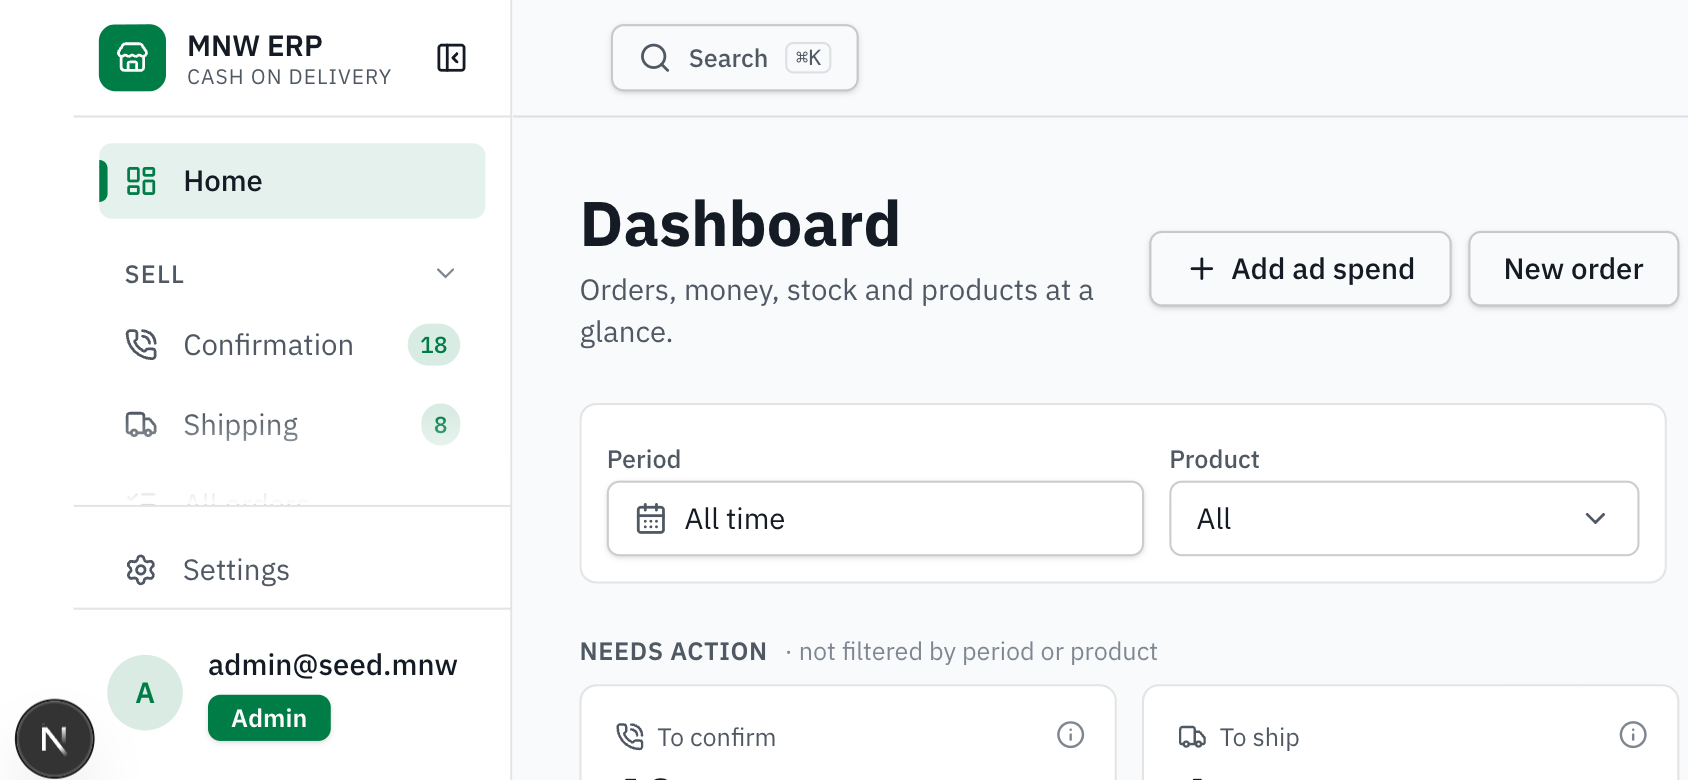 MNW ERP
CASH ON DELIVERY
Search ⌘K
Home
SELL
Confirmation 18
Shipping 8
All orders
Settings
admin@seed.mnw
A
Admin
N
Dashboard
Orders, money, stock and products at a
glance.
+ Add ad spend
New order
Period
All time
Product
All
NEEDS ACTION · not filtered by period or product
To confirm
To ship